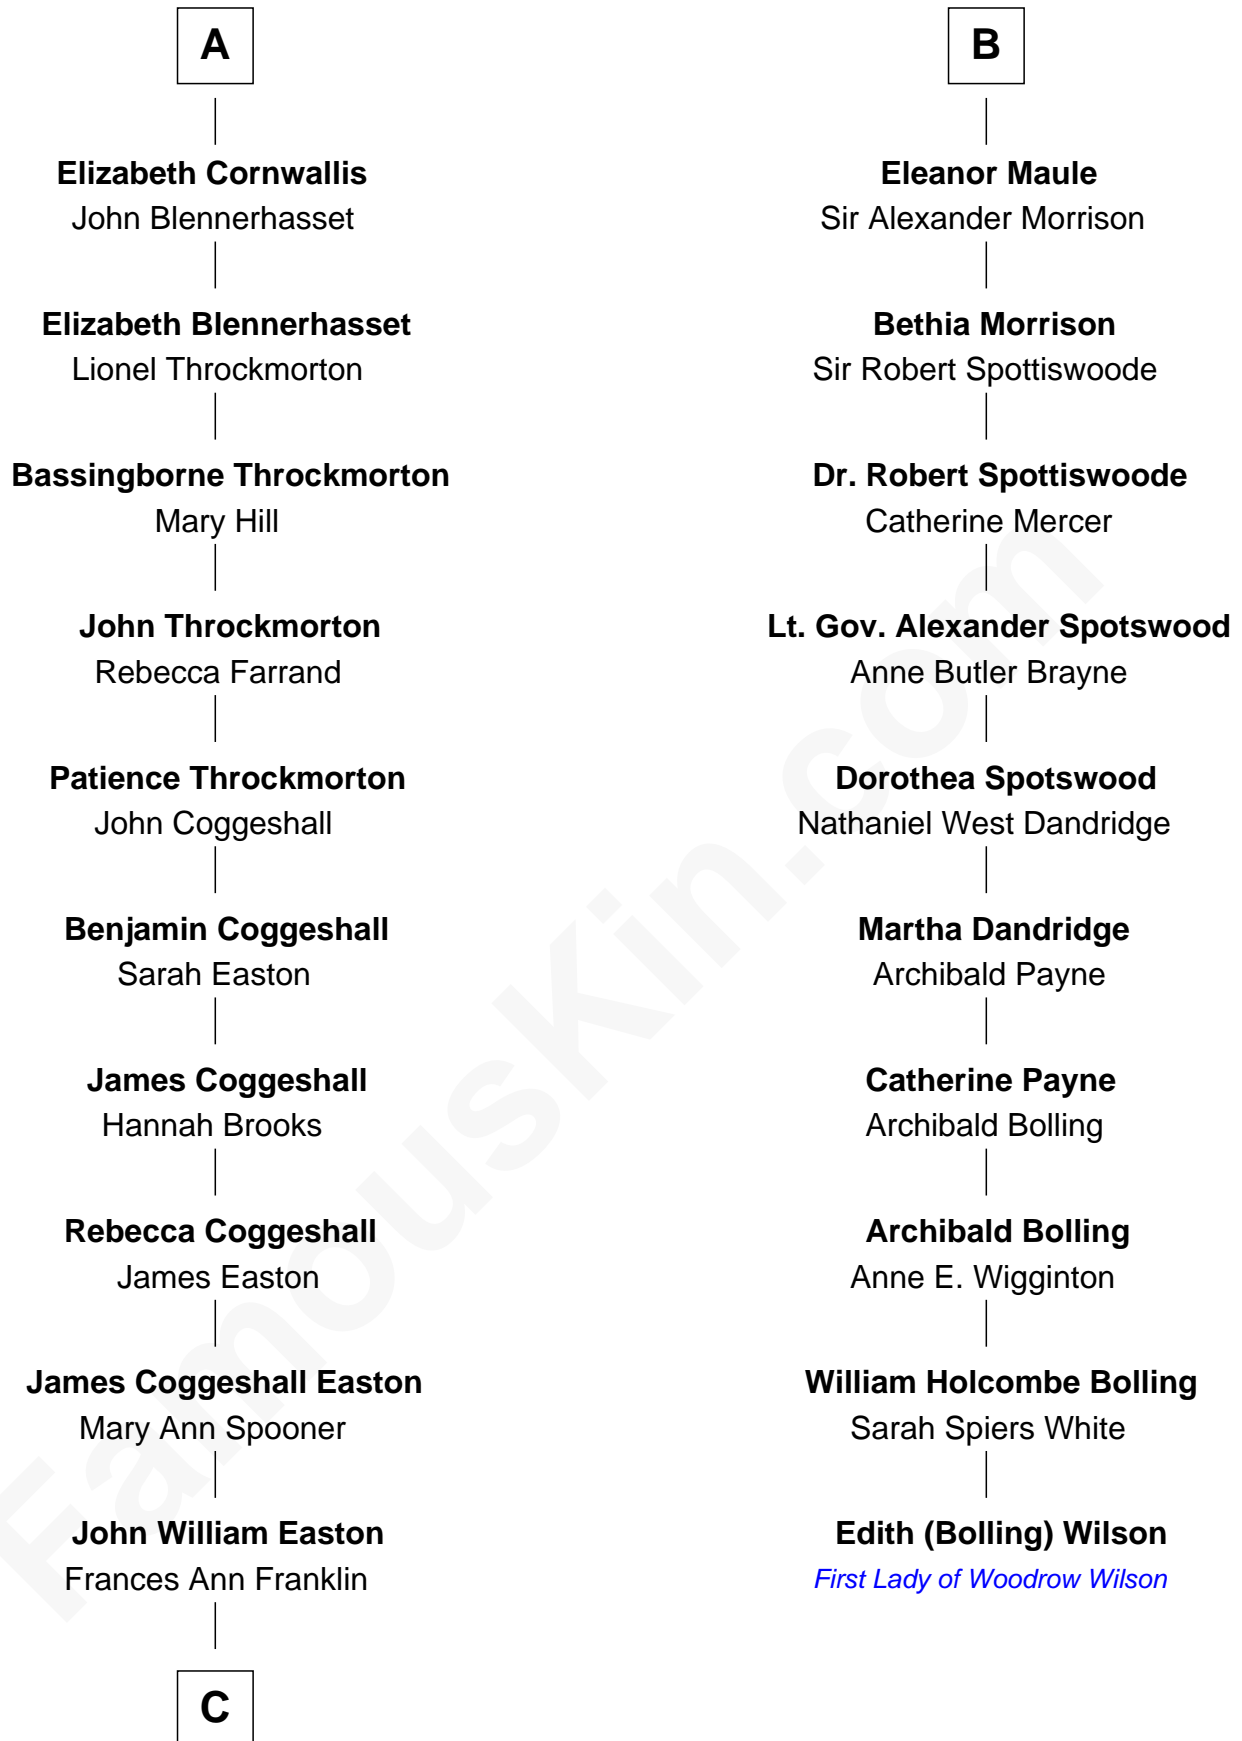 A
Elizabeth Cornwallis
John Blennerhasset
Elizabeth Blennerhasset
Lionel Throckmorton
Bassingborne Throckmorton
Mary Hill
John Throckmorton
Rebecca Farrand
Patience Throckmorton
John Coggeshall
Benjamin Coggeshall
Sarah Easton
James Coggeshall
Hannah Brooks
Rebecca Coggeshall
James Easton
James Coggeshall Easton
Mary Ann Spooner
John William Easton
Frances Ann Franklin
C
B
Eleanor Maule
Sir Alexander Morrison
Bethia Morrison
Sir Robert Spottiswoode
Dr. Robert Spottiswoode
Catherine Mercer
Lt. Gov. Alexander Spotswood
Anne Butler Brayne
Dorothea Spotswood
Nathaniel West Dandridge
Martha Dandridge
Archibald Payne
Catherine Payne
Archibald Bolling
Archibald Bolling
Anne E. Wigginton
William Holcombe Bolling
Sarah Spiers White
Edith (Bolling) Wilson
First Lady of Woodrow Wilson
FamousKin.com